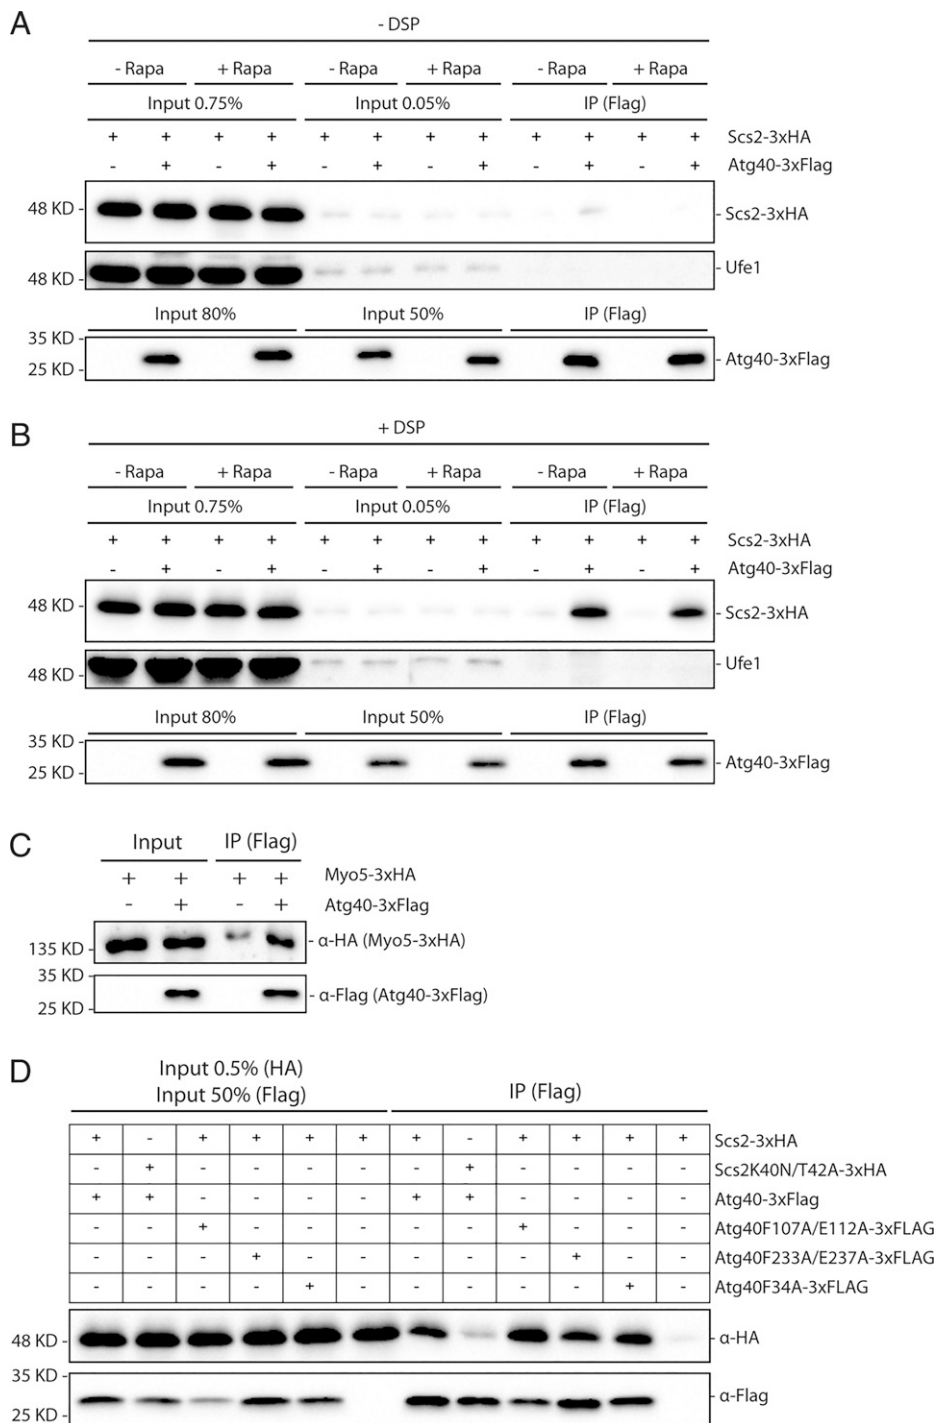 A
- DSP
- Rapa + Rapa - Rapa + Rapa - Rapa + Rapa
Input 0.75% Input 0.05% IP (Flag)
+ + + + + + + + + + + + Scs2-3xHA
- + - + - + - + - + - + Atg40-3xFlag
48 KD - - Scs2-3xHA
48 KD - - Ufe1
Input 80% Input 50% IP (Flag)
35 KD -
25 KD - - Atg40-3xFlag
B
+ DSP
- Rapa + Rapa - Rapa + Rapa - Rapa + Rapa
Input 0.75% Input 0.05% IP (Flag)
+ + + + + + + + + + + + Scs2-3xHA
- + - + - + - + - + - + Atg40-3xFlag
48 KD - - Scs2-3xHA
48 KD - - Ufe1
Input 80% Input 50% IP (Flag)
35 KD -
25 KD - - Atg40-3xFlag
C
Input IP (Flag)
+ + + + Myo5-3xHA
- + - + Atg40-3xFlag
135 KD - - α-HA (Myo5-3xHA)
35 KD -
25 KD - - α-Flag (Atg40-3xFlag)
D
Input 0.5% (HA)
Input 50% (Flag) IP (Flag)
+ - + + + + + - + + + + Scs2-3xHA
- + - - - - - + - - - - Scs2K40N/T42A-3xHA
+ + - - - - + + - - - - Atg40-3xFlag
- - + - - - - - + - - - Atg40F107A/E112A-3xFLAG
- - - + - - - - - + - - Atg40F233A/E237A-3xFLAG
- - - - + - - - - - + - Atg40F34A-3xFLAG
48 KD - - α-HA
35 KD -
25 KD - - α-Flag